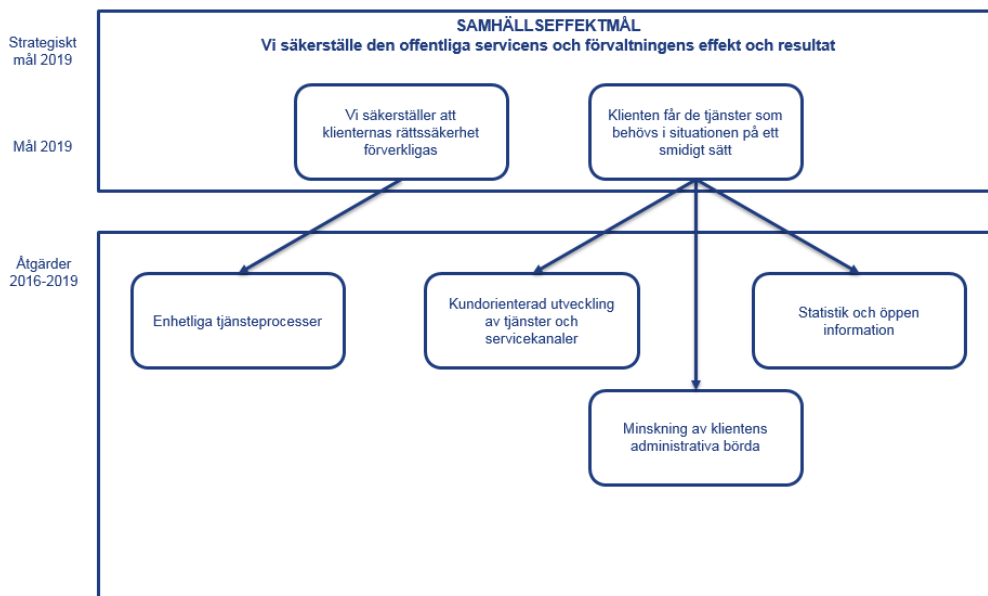 SAMHÄLLSEFFEKTMÅL
Vi säkerställe den offentliga servicens och förvaltningens effekt och resultat
Strategiskt
mål 2019
Mål 2019
Vi säkerställer att
klienternas rättssäkerhet
förverkligas
Klienten får de tjänster som
behövs i situationen på ett
smidigt sätt
Åtgärder
2016-2019
Enhetliga tjänsteprocesser
Kundorienterad utveckling
av tjänster och
servicekanaler
Statistik och öppen
information
Minskning av klientens
administrativa börda